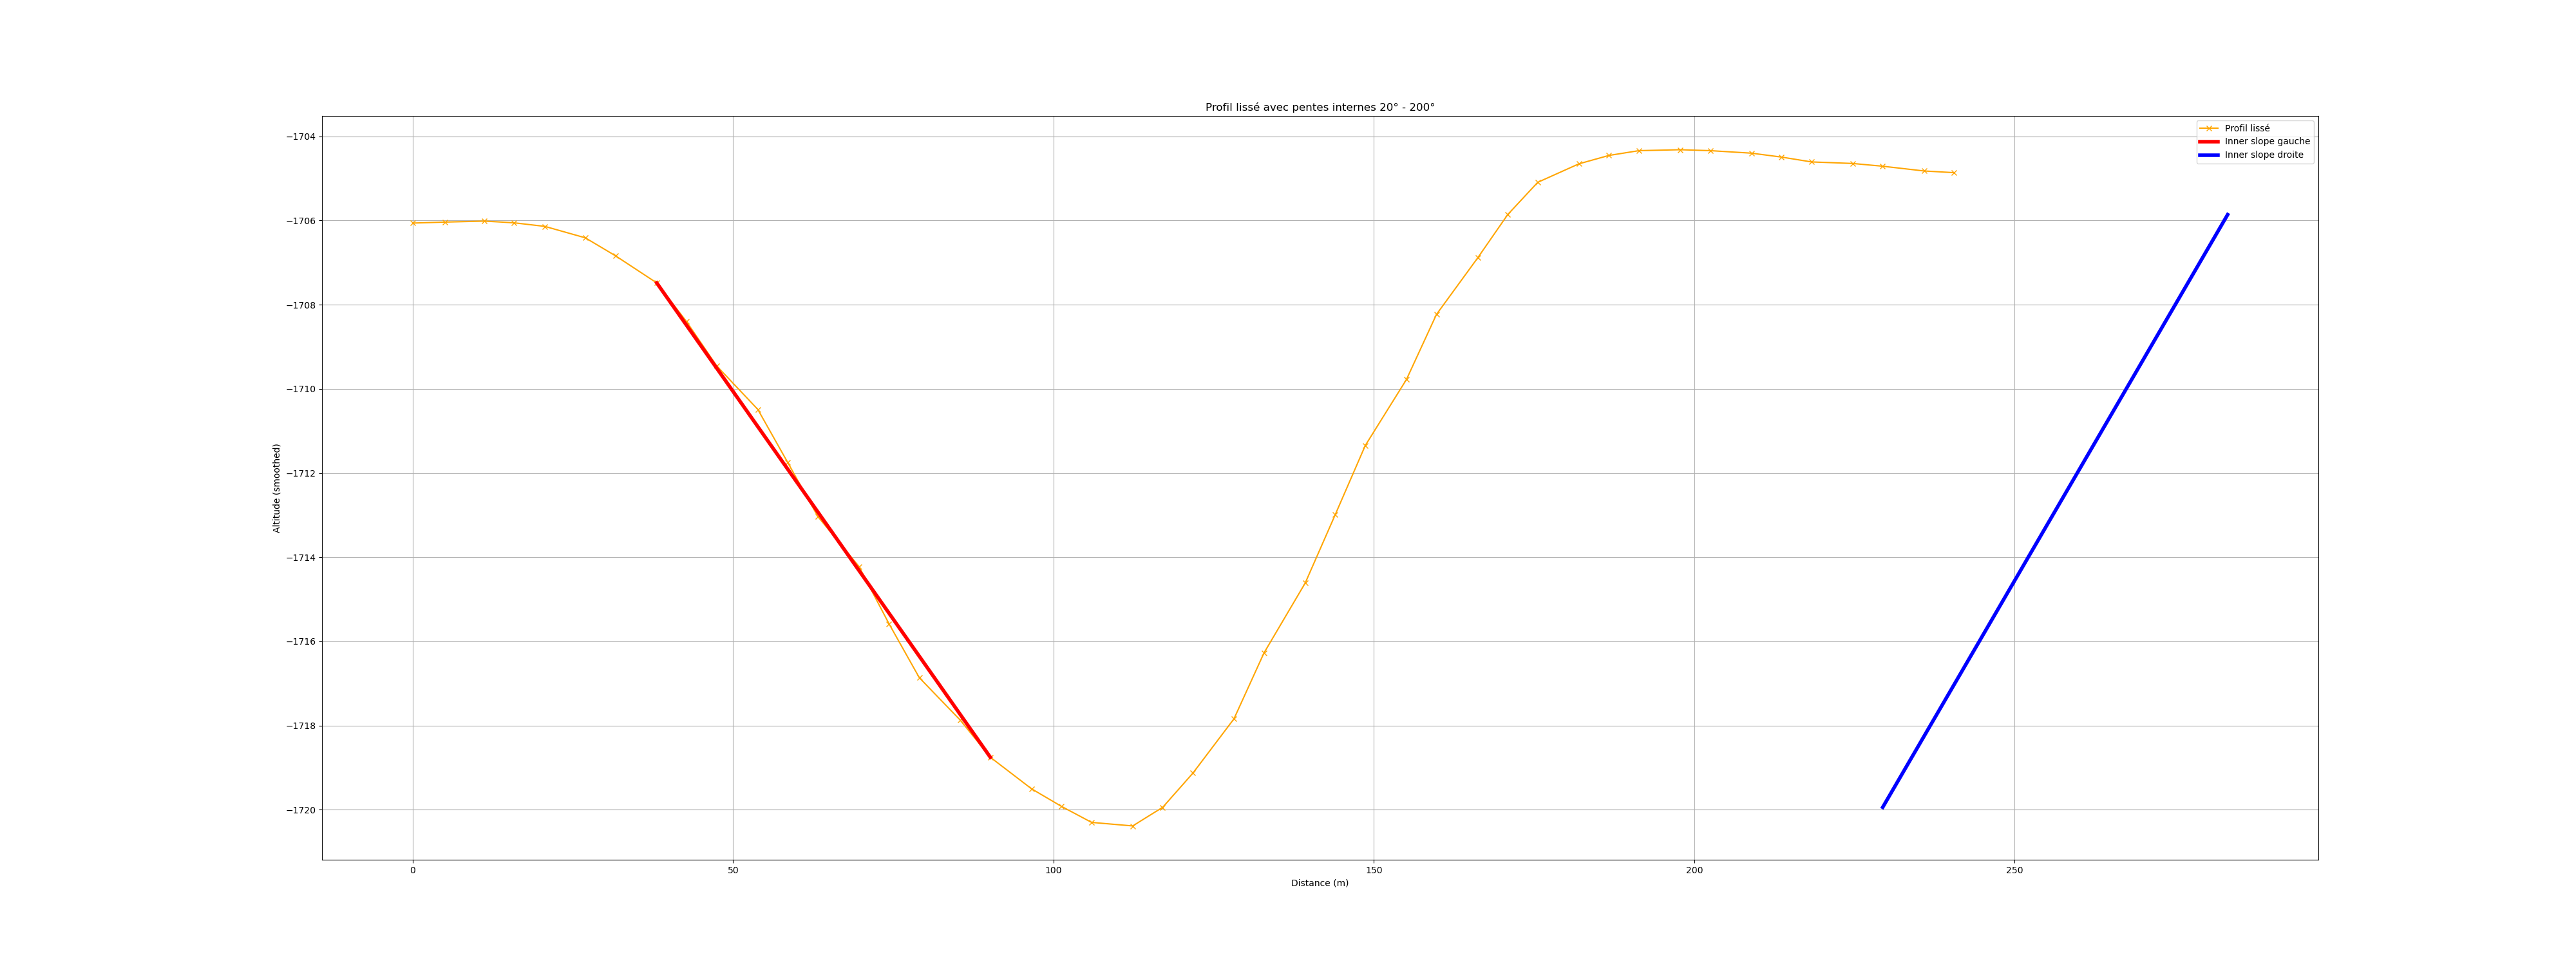 Profil lissé avec pentes internes 20° - 200°
Profil lissé
Inner slope gauche
Inner slope droite
−1704
−1706
−1708
−1710
−1712
−1714
−1716
−1718
−1720
Altitude (smoothed)
0 50 100 150 200 250
Distance (m)